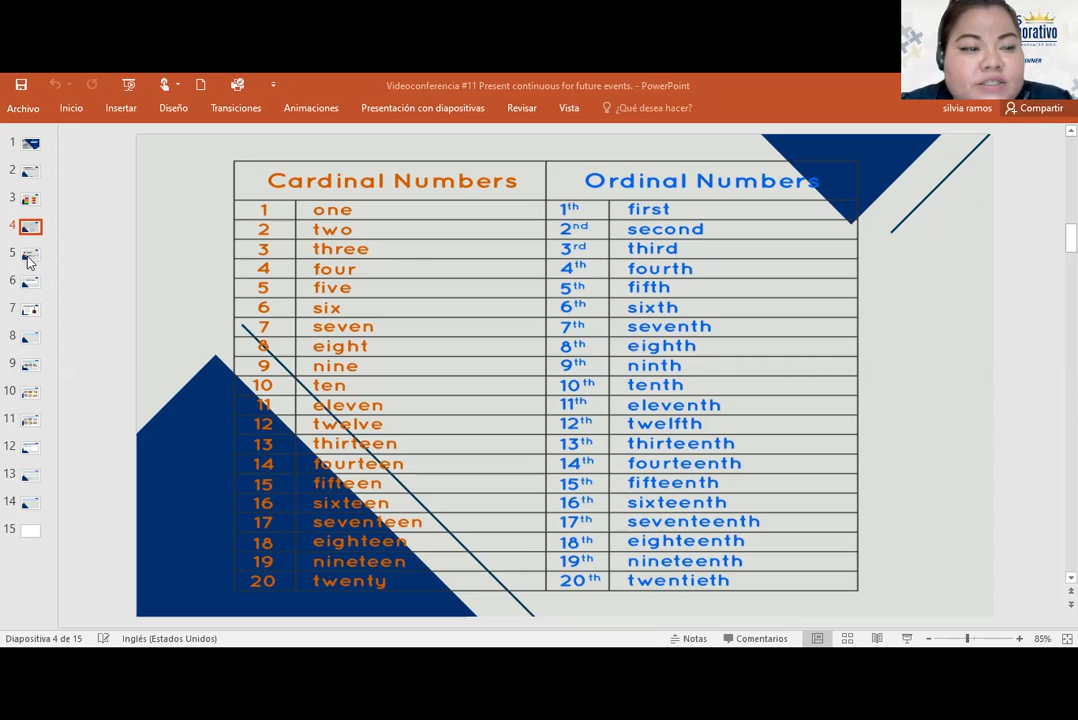 orativo
NNER
Videoconferencia #11 Present continuous for future events. - PowerPoint
silvia ramos
Compartir
Archivo Inicio Insertar Diseño Transiciones Animaciones Presentación con diapositivas Revisar Vista ¿Qué desea hacer?
Cardinal Numbers Ordinal Numbers
1 one 1th first
2 two 2nd second
3 three 3rd third
4 four 4th fourth
5 five 5th fifth
6 six 6th sixth
7 seven 7th seventh
8 eight 8th eighth
9 nine 9th ninth
10 ten 10th tenth
11 eleven 11th eleventh
12 twelve 12th twelfth
13 thirteen 13th thirteenth
14 fourteen 14th fourteenth
15 fifteen 15th fifteenth
16 sixteen 16th sixteenth
17 seventeen 17th seventeenth
18 eighteen 18th eighteenth
19 nineteen 19th nineteenth
20 twenty 20th twentieth
1
2
3
4
5
6
7
8
9
10
11
12
13
14
15
Diapositiva 4 de 15 Inglés (Estados Unidos) Notas Comentarios 85%